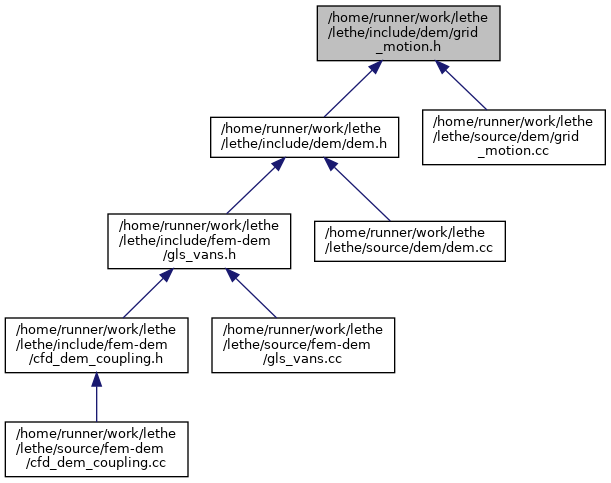 /home/runner/work/lethe
/lethe/include/dem/grid
_motion.h
/home/runner/work/lethe
/lethe/include/dem/dem.h
/home/runner/work/lethe
/lethe/source/dem/grid
_motion.cc
/home/runner/work/lethe
/lethe/include/fem-dem
/gls_vans.h
/home/runner/work/lethe
/lethe/source/dem/dem.cc
/home/runner/work/lethe
/lethe/include/fem-dem
/cfd_dem_coupling.h
/home/runner/work/lethe
/lethe/source/fem-dem
/gls_vans.cc
/home/runner/work/lethe
/lethe/source/fem-dem
/cfd_dem_coupling.cc